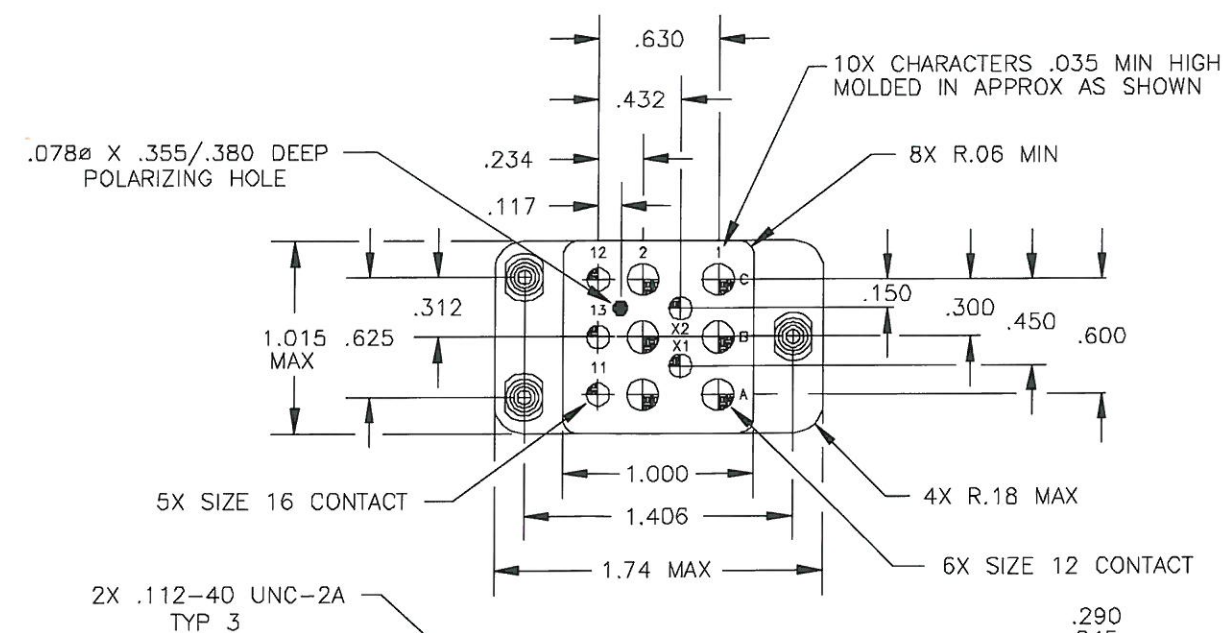 .630
10X CHARACTERS .035 MIN HIGH
MOLDED IN APPROX AS SHOWN
.432
.078ø X .355/.380 DEEP
POLARIZING HOLE
.234
8X R.06 MIN
.117
12 2 1
C
.312
13
.150
.300
.450
.600
1.015
MAX
.625
X2
X1
B
11
A
1.000
5X SIZE 16 CONTACT
4X R.18 MAX
1.406
1.74 MAX
6X SIZE 12 CONTACT
2X .112-40 UNC-2A
TYP 3
.290